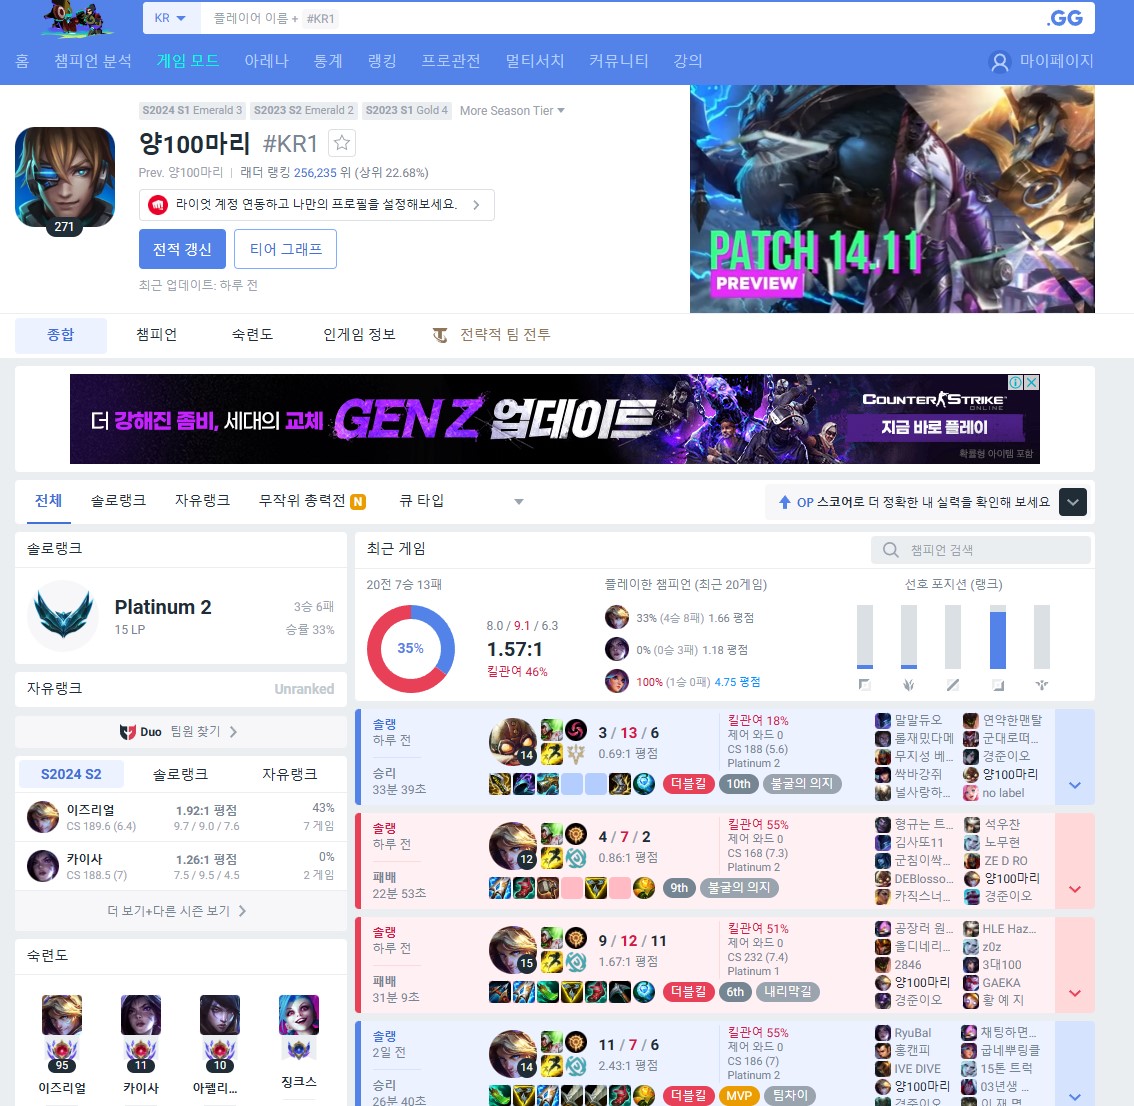 KR 플레이어 이름 + #KR1 .GG
홈 챔피언 분석 게임 모드 아레나 통계 랭킹 프로관전 멀티서치 커뮤니티 강의 마이페이지
S2024 S1 Emerald 3 S2023 S2 Emerald 2 S2023 S1 Gold 4 More Season Tier
양100마리 #KR1
Prev. 양100마리 | 래더 랭킹 256,235 위 (상위 22.68%)
271
라이엇 계정 연동하고 나만의 프로필을 설정해보세요.
전적 갱신 티어 그래프
최근 업데이트: 하루 전
PATCH 14.11
PREVIEW
종합 챔피언 숙련도 인게임 정보 전략적 팀 전투
더 강해진 좀비, 세대의 교체 GEN Z 업데이트
COUNTER STRIKE
ONLINE
지금 바로 플레이
확률형 아이템 포함
전체 솔로랭크 자유랭크 무작위 총력전 N 큐 타입
OP 스코어로 더 정확한 내 실력을 확인해 보세요
솔로랭크
Platinum 2 3승 6패
15 LP 승률 33%
자유랭크 Unranked
Duo 팀원 찾기
S2024 S2 솔로랭크 자유랭크
이즈리얼 1.92:1 평점 43%
CS 189.6 (6.4) 9.7 / 9.0 / 7.6 7 게임
카이사 1.26:1 평점 0%
CS 188.5 (7) 7.5 / 9.5 / 4.5 2 게임
더 보기+다른 시즌 보기
숙련도
95 11 10
이즈리얼 카이사 아펠리... 징크스
최근 게임 챔피언 검색
20전 7승 13패
35%
8.0 / 9.1 / 6.3
1.57:1
킬관여 46%
플레이한 챔피언 (최근 20게임)
33% (4승 8패) 1.66 평점
0% (0승 3패) 1.18 평점
100% (1승 0패) 4.75 평점
선호 포지션 (랭크)
솔랭
하루 전
승리
33분 39초
14
3 / 13 / 6
0.69:1 평점
더블킬 10th 불굴의 의지
킬관여 18%
제어 와드 0
CS 188 (5.6)
Platinum 2
말말듀오 연약한맨탈
롤재밌다메 군대로떠...
무지성 베... 경준이오
싹바강쥐 양100마리
널사랑하... no label
솔랭
하루 전
패배
22분 53초
12
4 / 7 / 2
0.86:1 평점
9th 불굴의 의지
킬관여 55%
제어 와드 0
CS 168 (7.3)
Platinum 2
형규는 트... 석우찬
김사또11 노무현
군침이싹... ZE D RO
DEBlosso... 양100마리
카직스너... 경준이오
솔랭
하루 전
패배
31분 9초
15
9 / 12 / 11
1.67:1 평점
더블킬 6th 내리막길
킬관여 51%
제어 와드 0
CS 232 (7.4)
Platinum 1
공장러 원... HLE Haz...
올디네리... z0z
2846 3대100
양100마리 GAEKA
경준이오 황 예 지
솔랭
2일 전
승리
26분 40초
14
11 / 7 / 6
2.43:1 평점
더블킬 MVP 팀차이
킬관여 55%
제어 와드 0
CS 186 (7)
Platinum 2
RyuBal 채팅하면...
홍캔피 굽네뿌링클
IVE DIVE 15톤 트럭
양100마리 03년생 ...
경준이오